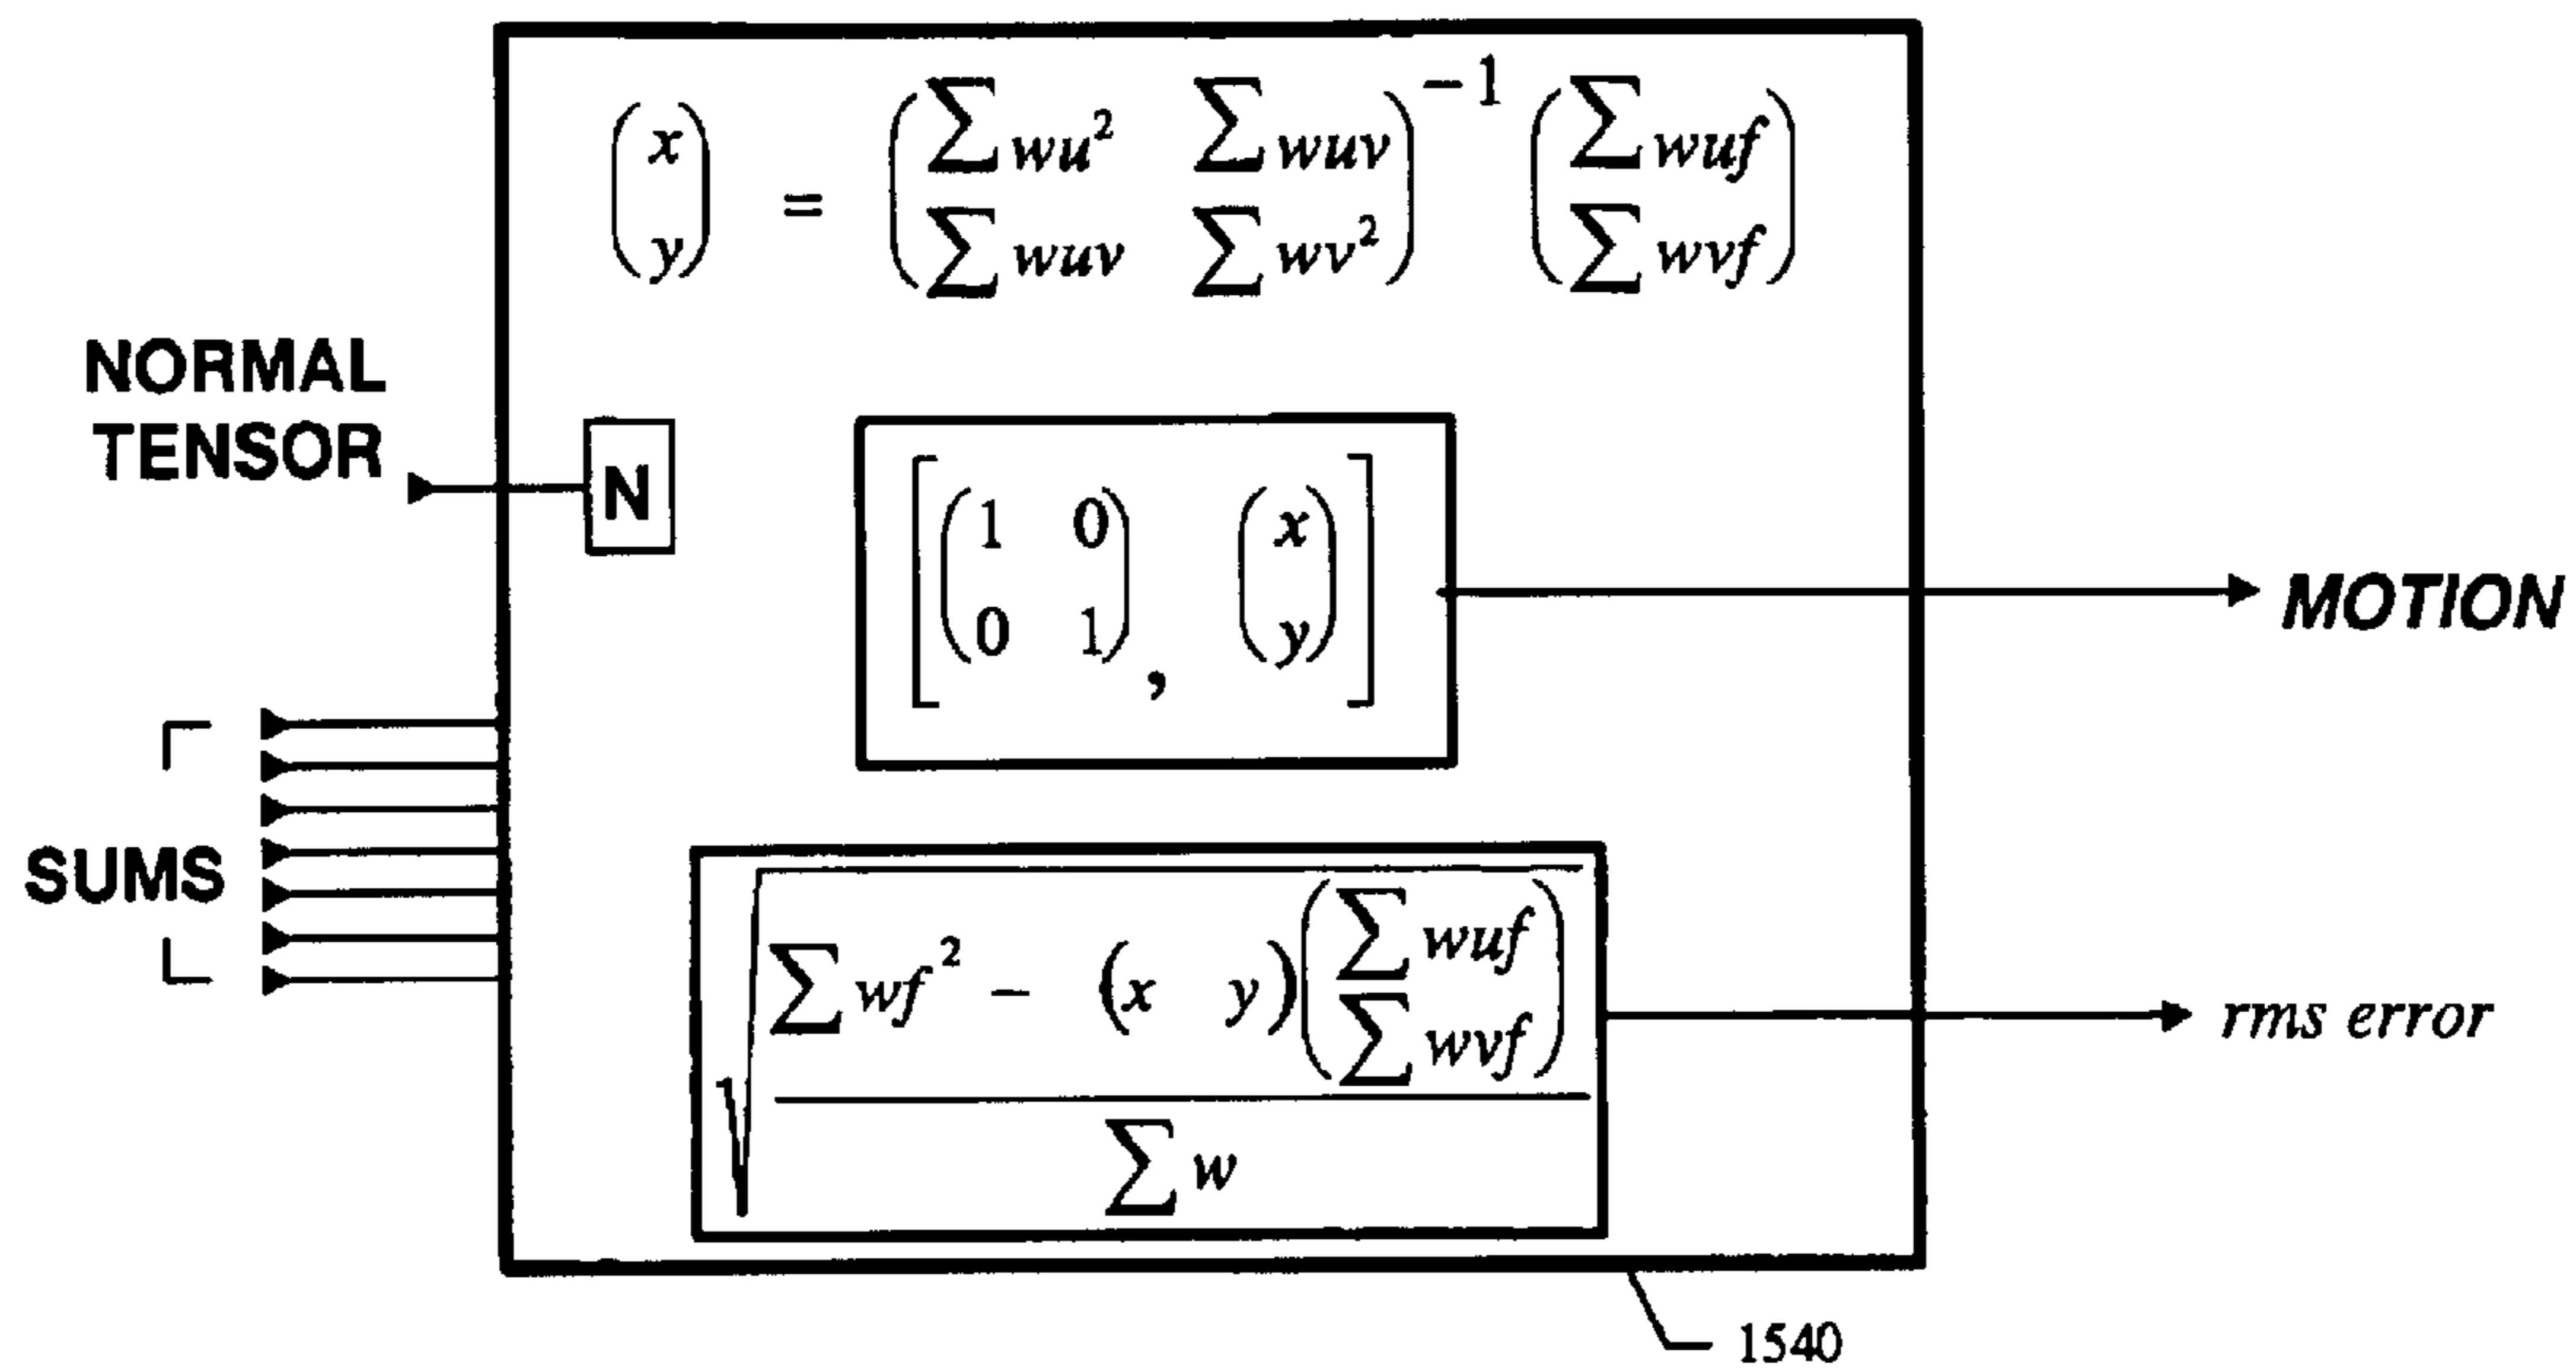 (x y) = (∑wu² ∑wuv ∑wuv ∑wv²)⁻¹ (∑wuf ∑wvf)
NORMAL
TENSOR
N
[(1 0 0 1), (x y)]
MOTION
SUMS
√((∑wf² − (x y)(∑wuf ∑wvf)) / ∑w)
rms error
1540